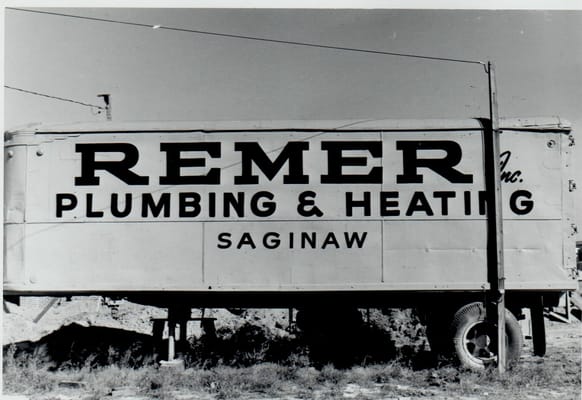 REMER Inc.
PLUMBING & HEATING
SAGINAW